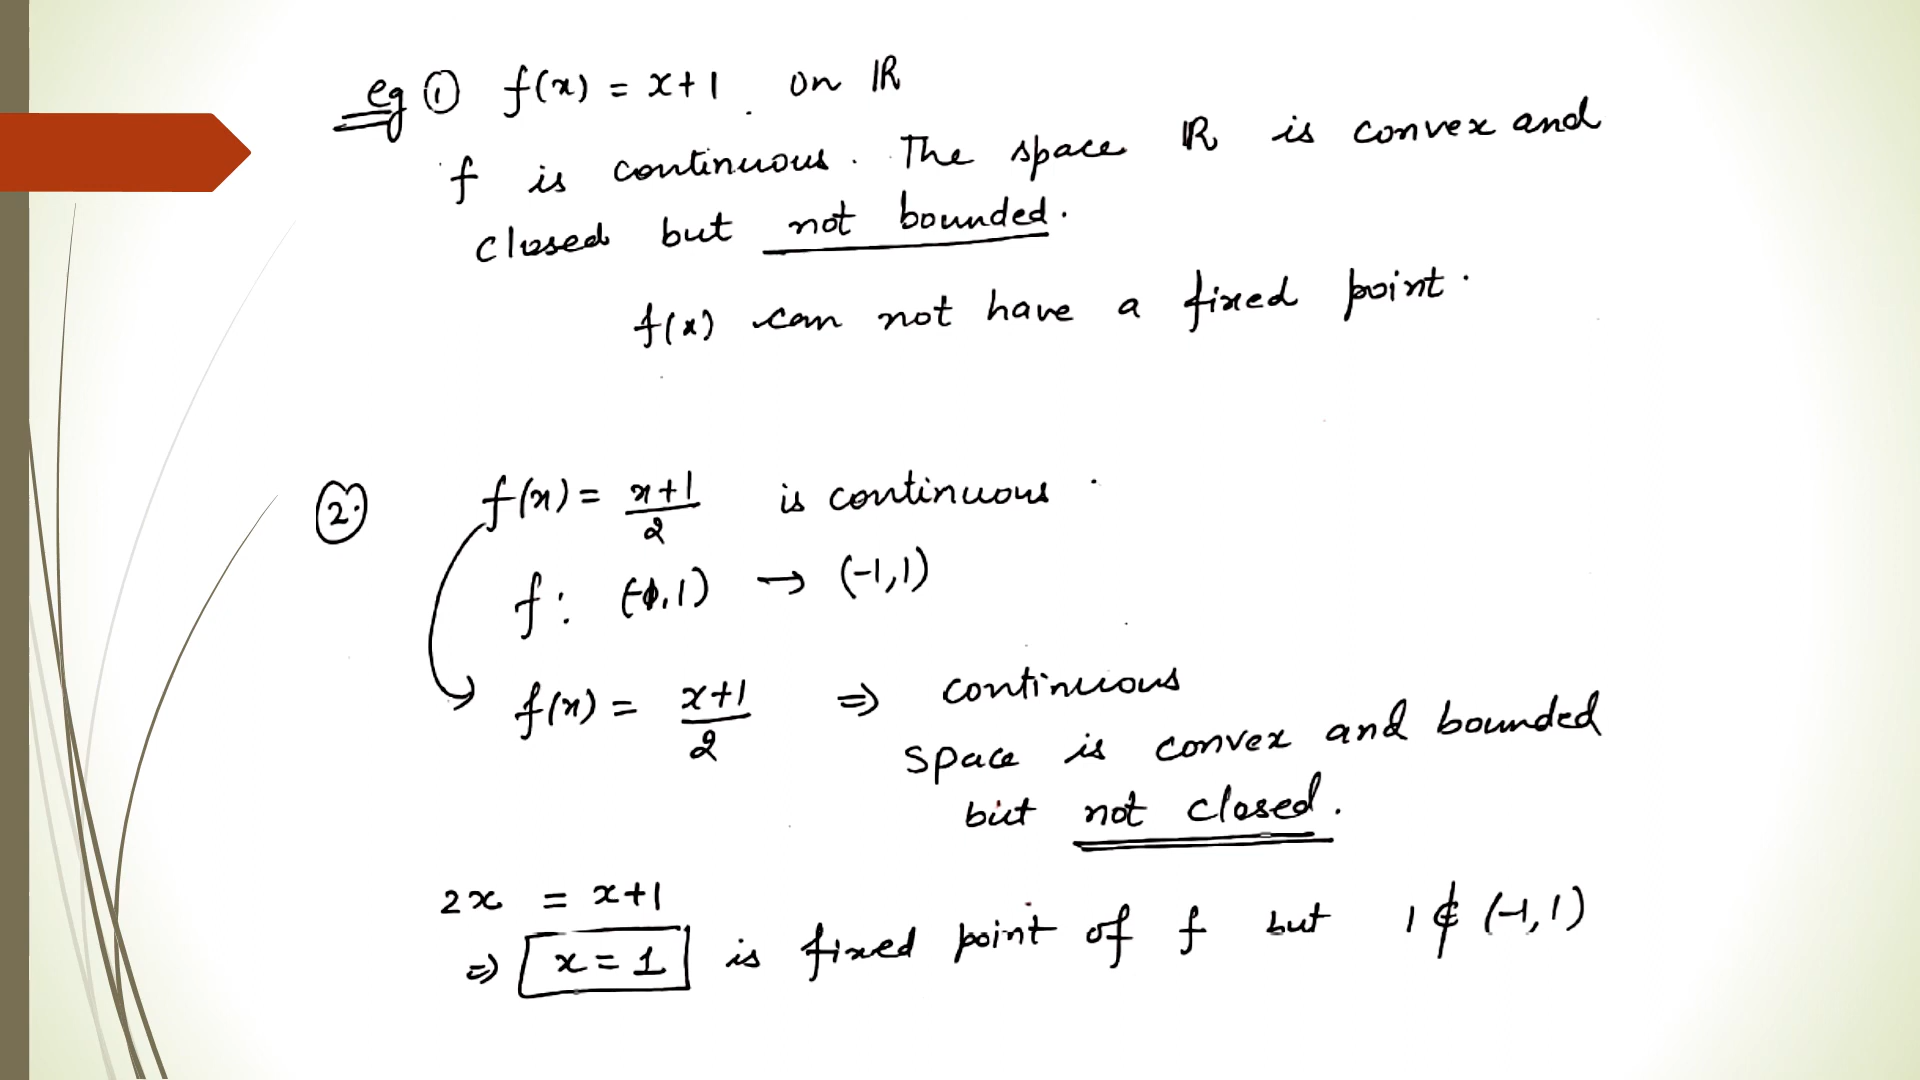 eg ① f(x) = x+1 on ℝ
f is continuous. The space ℝ is convex and
closed but not bounded.
f(x) can not have a fixed point.
②. f(x) = (x+1)/2 is continuous.
f: (-1,1) → (-1,1)
f(x) = (x+1)/2 ⇒ continuous
space is convex and bounded
but not closed.
2x = x+1
⇒ x = 1 is fixed point of f but 1 ∉ (-1,1)